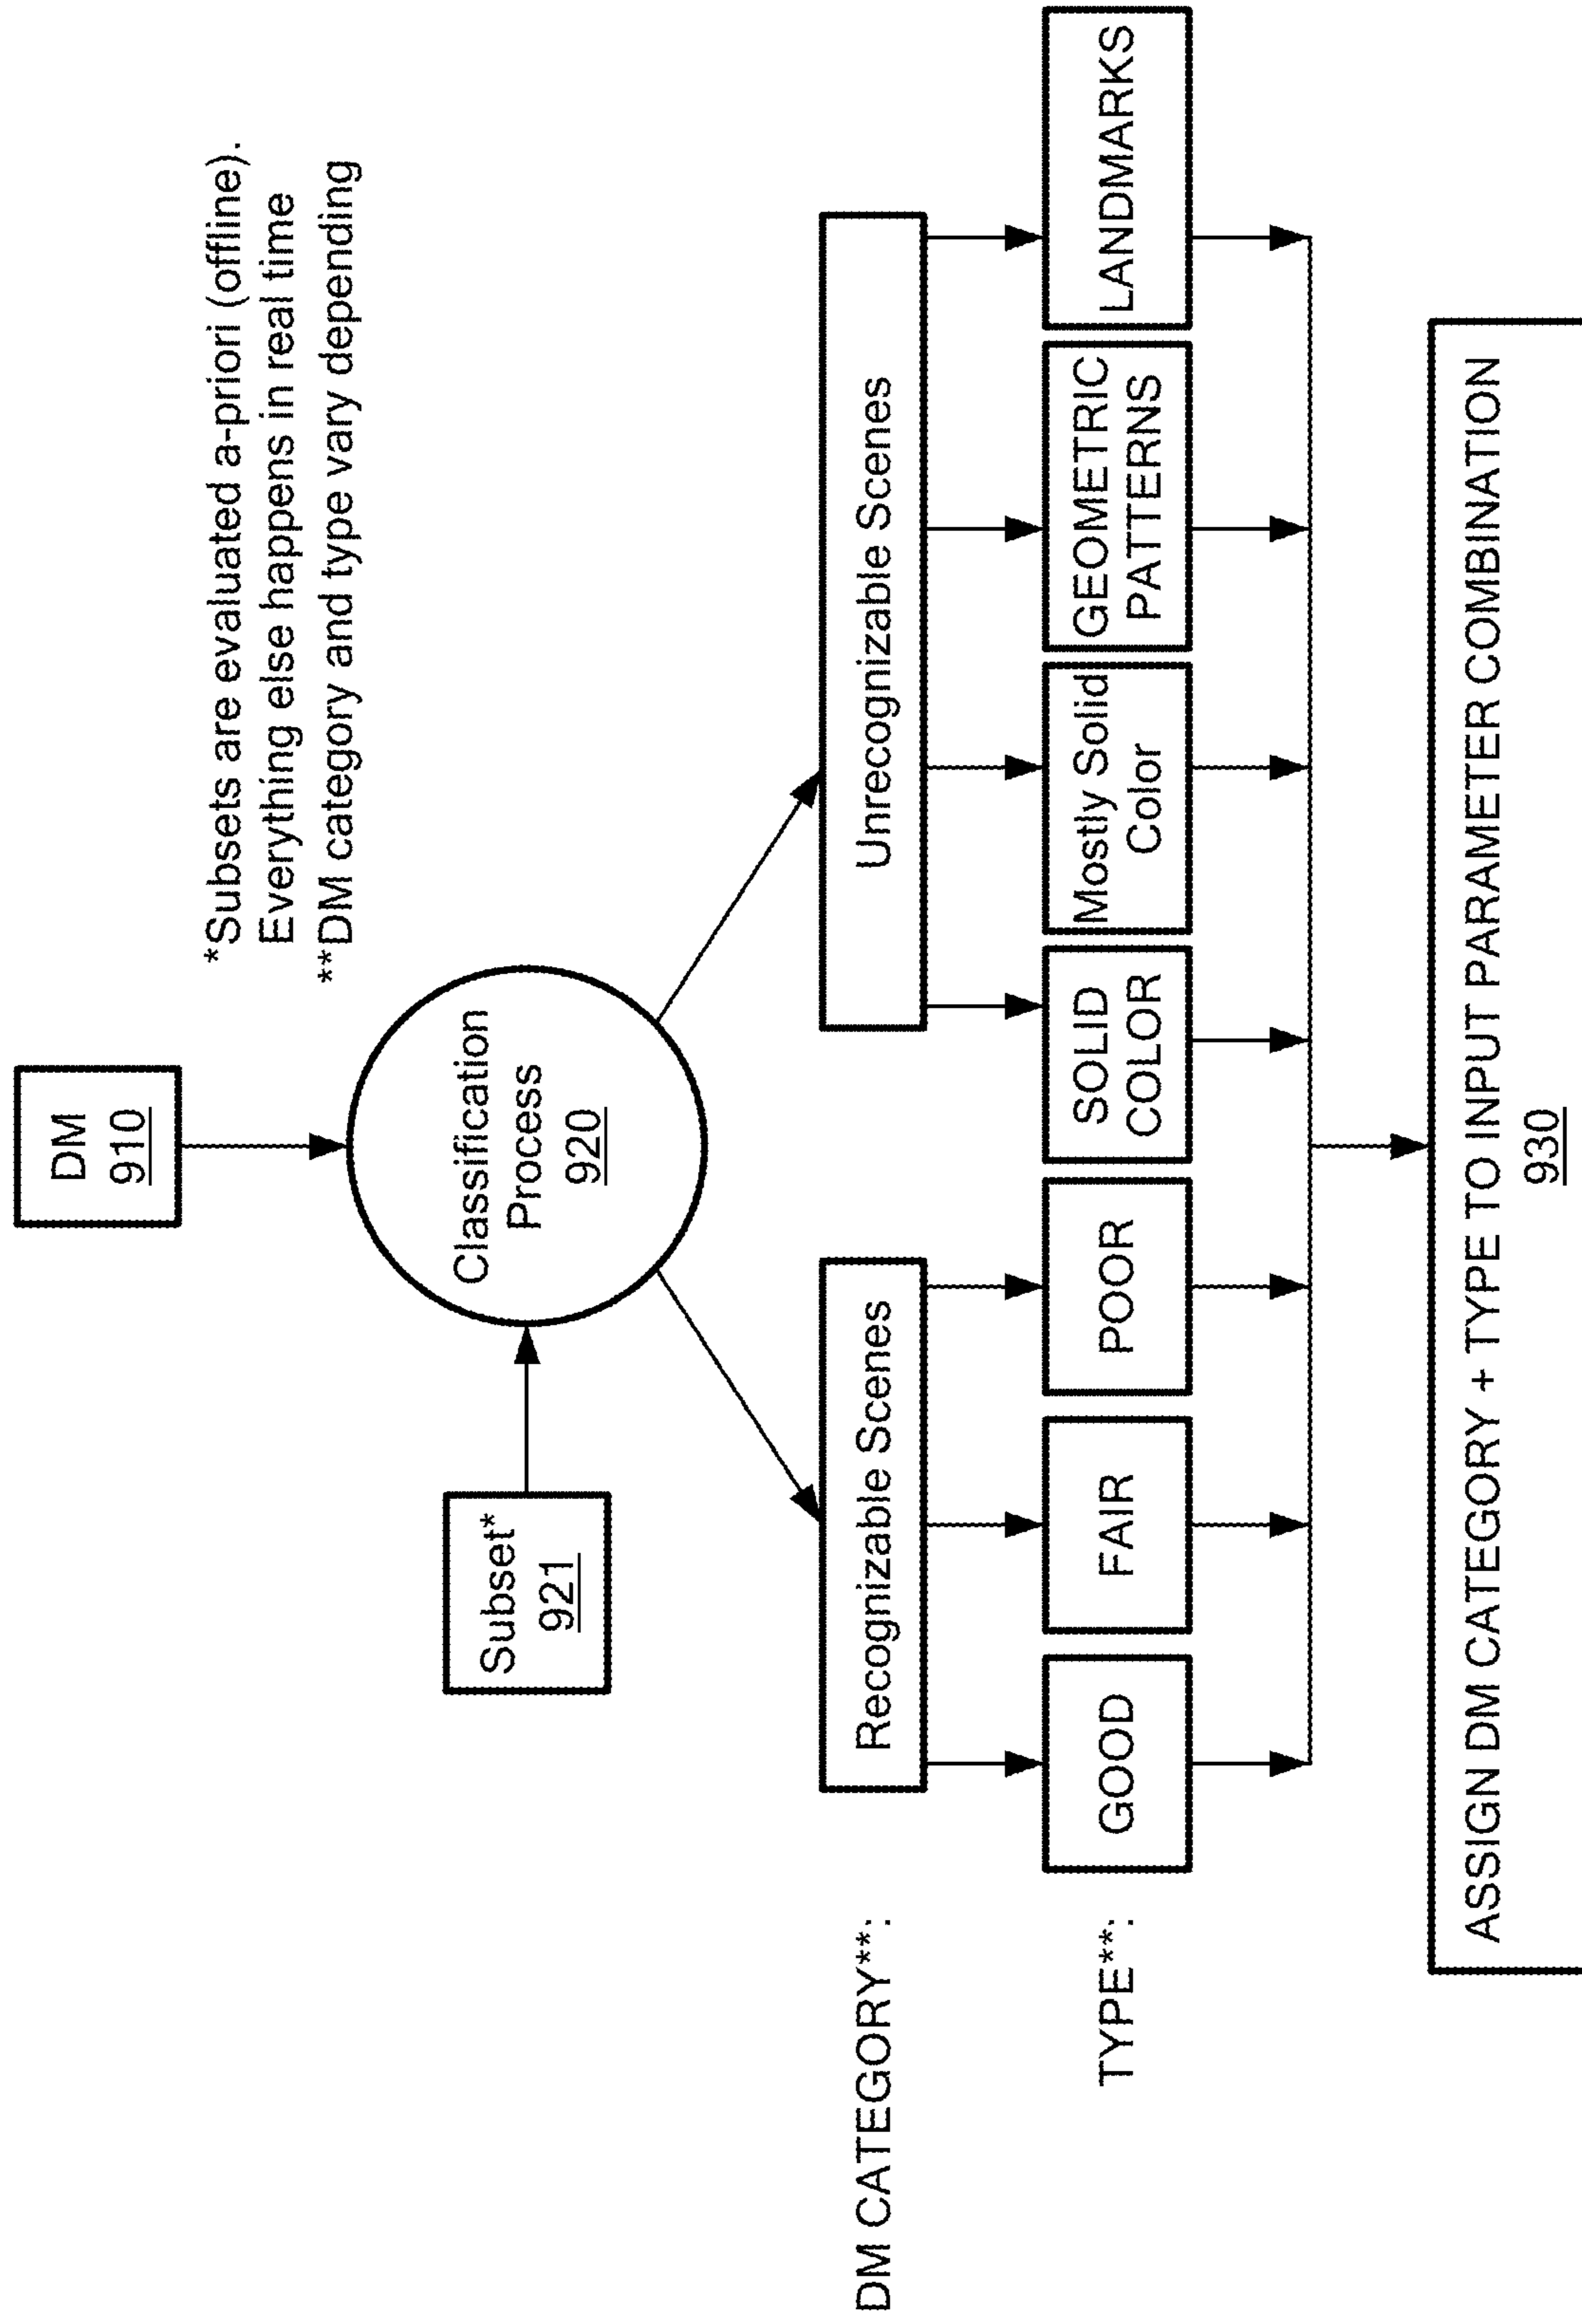 DM
910
*Subsets are evaluated a-priori (offline).
Everything else happens in real time
**DM category and type vary depending
Subset*
921
Classification
Process
920
DM CATEGORY**:
Recognizable Scenes
Unrecognizable Scenes
TYPE**:
GOOD
FAIR
POOR
SOLID
COLOR
Mostly Solid
Color
GEOMETRIC
PATTERNS
LANDMARKS
ASSIGN DM CATEGORY + TYPE TO INPUT PARAMETER COMBINATION
930